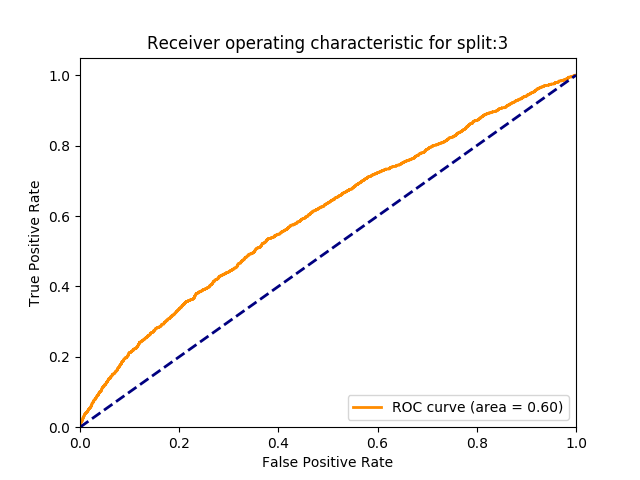 Receiver operating characteristic for split:3
True Positive Rate
1.0
0.8
0.6
0.4
0.2
0.0
ROC curve (area = 0.60)
0.0 0.2 0.4 0.6 0.8 1.0
False Positive Rate